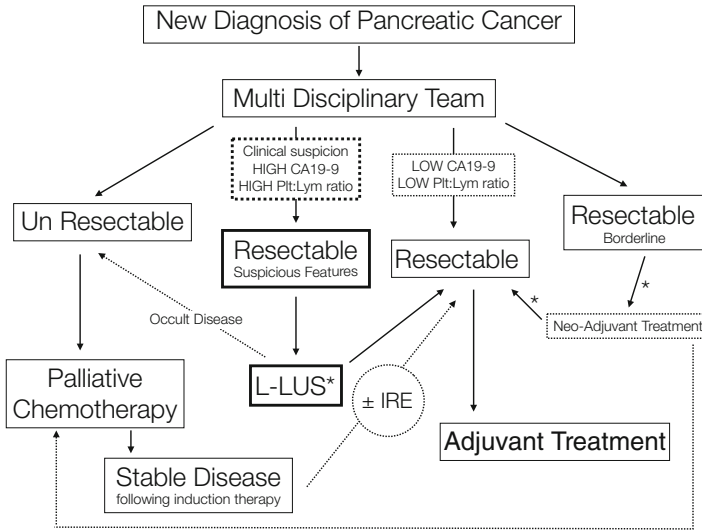 New Diagnosis of Pancreatic Cancer
Multi Disciplinary Team
Clinical suspicion
HIGH CA19-9
HIGH Plt:Lym ratio
LOW CA19-9
LOW Plt:Lym ratio
Un Resectable
Resectable
Suspicious Features
Resectable
Resectable
Borderline
*
*
Occult Disease
Neo-Adjuvant Treatment
Palliative
Chemotherapy
L-LUS*
± IRE
Adjuvant Treatment
Stable Disease
following induction therapy